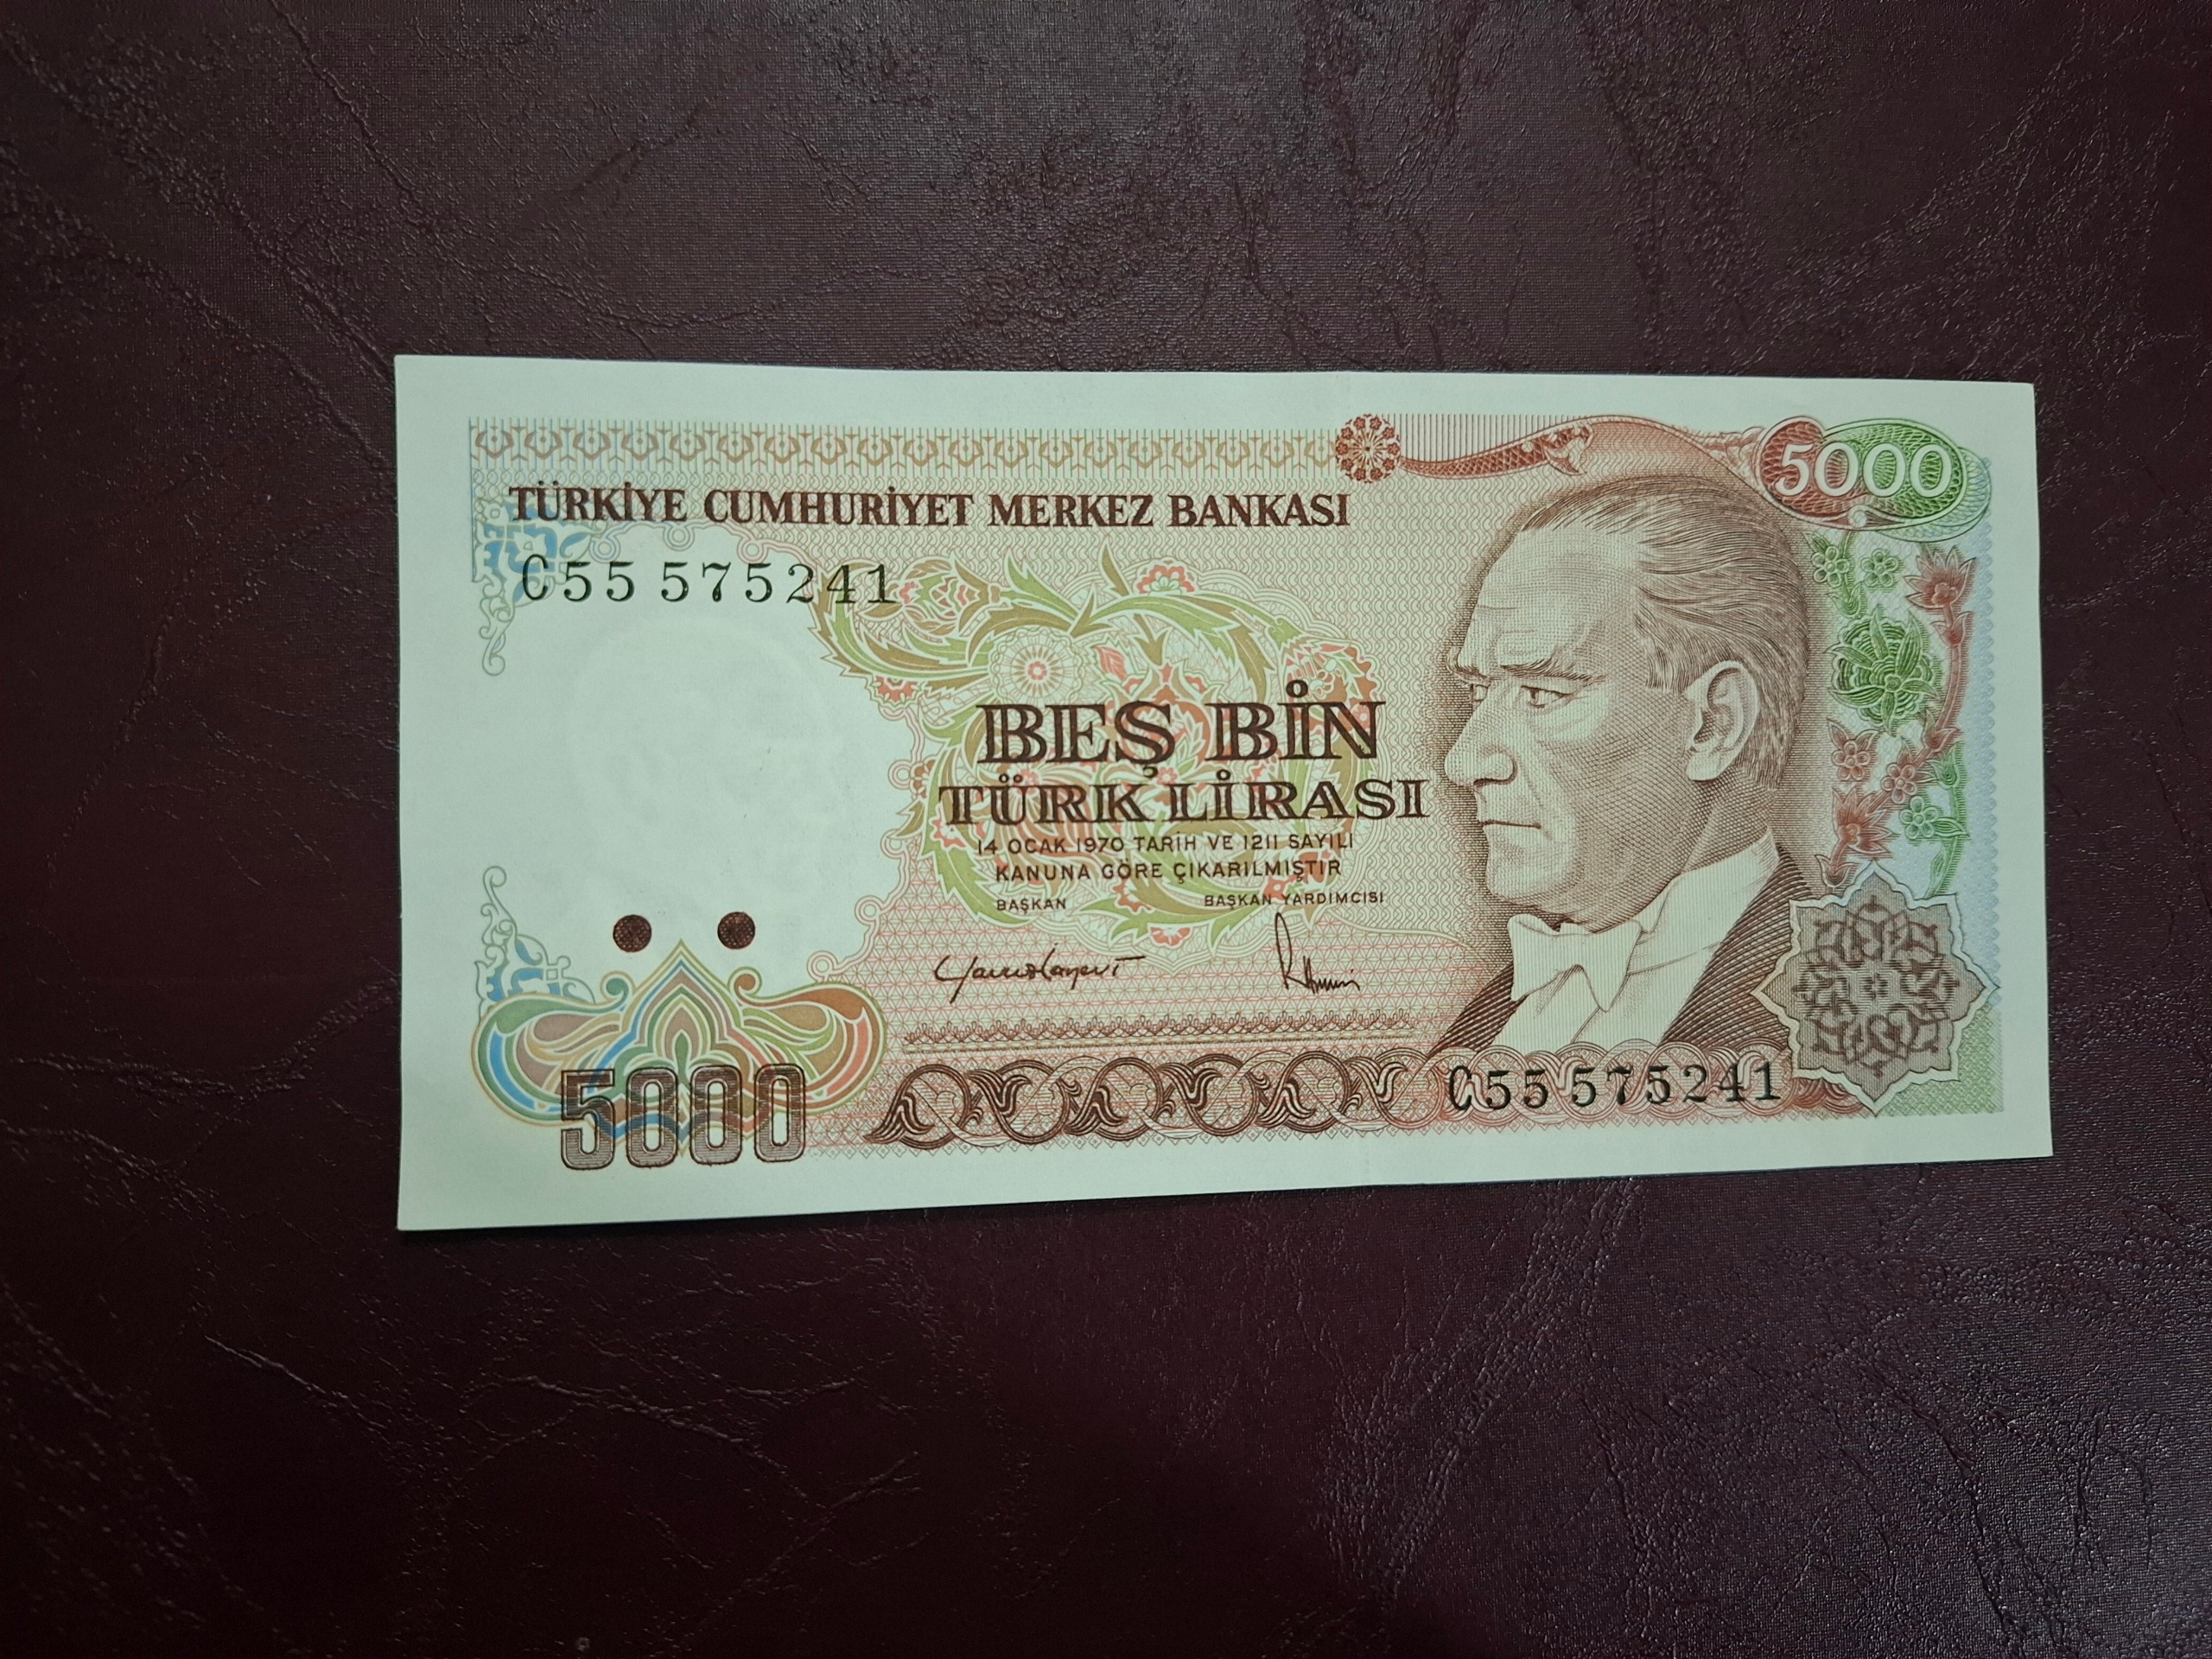 5000
TÜRKİYE CUMHURİYET MERKEZ BANKASI
C55 575241
BEŞ BİN
TÜRK LİRASI
14 OCAK 1970 TARİH VE 1211 SAYILI
KANUNA GÖRE ÇIKARILMIŞTIR
BAŞKAN BAŞKAN YARDIMCISI
5000
C55 575241